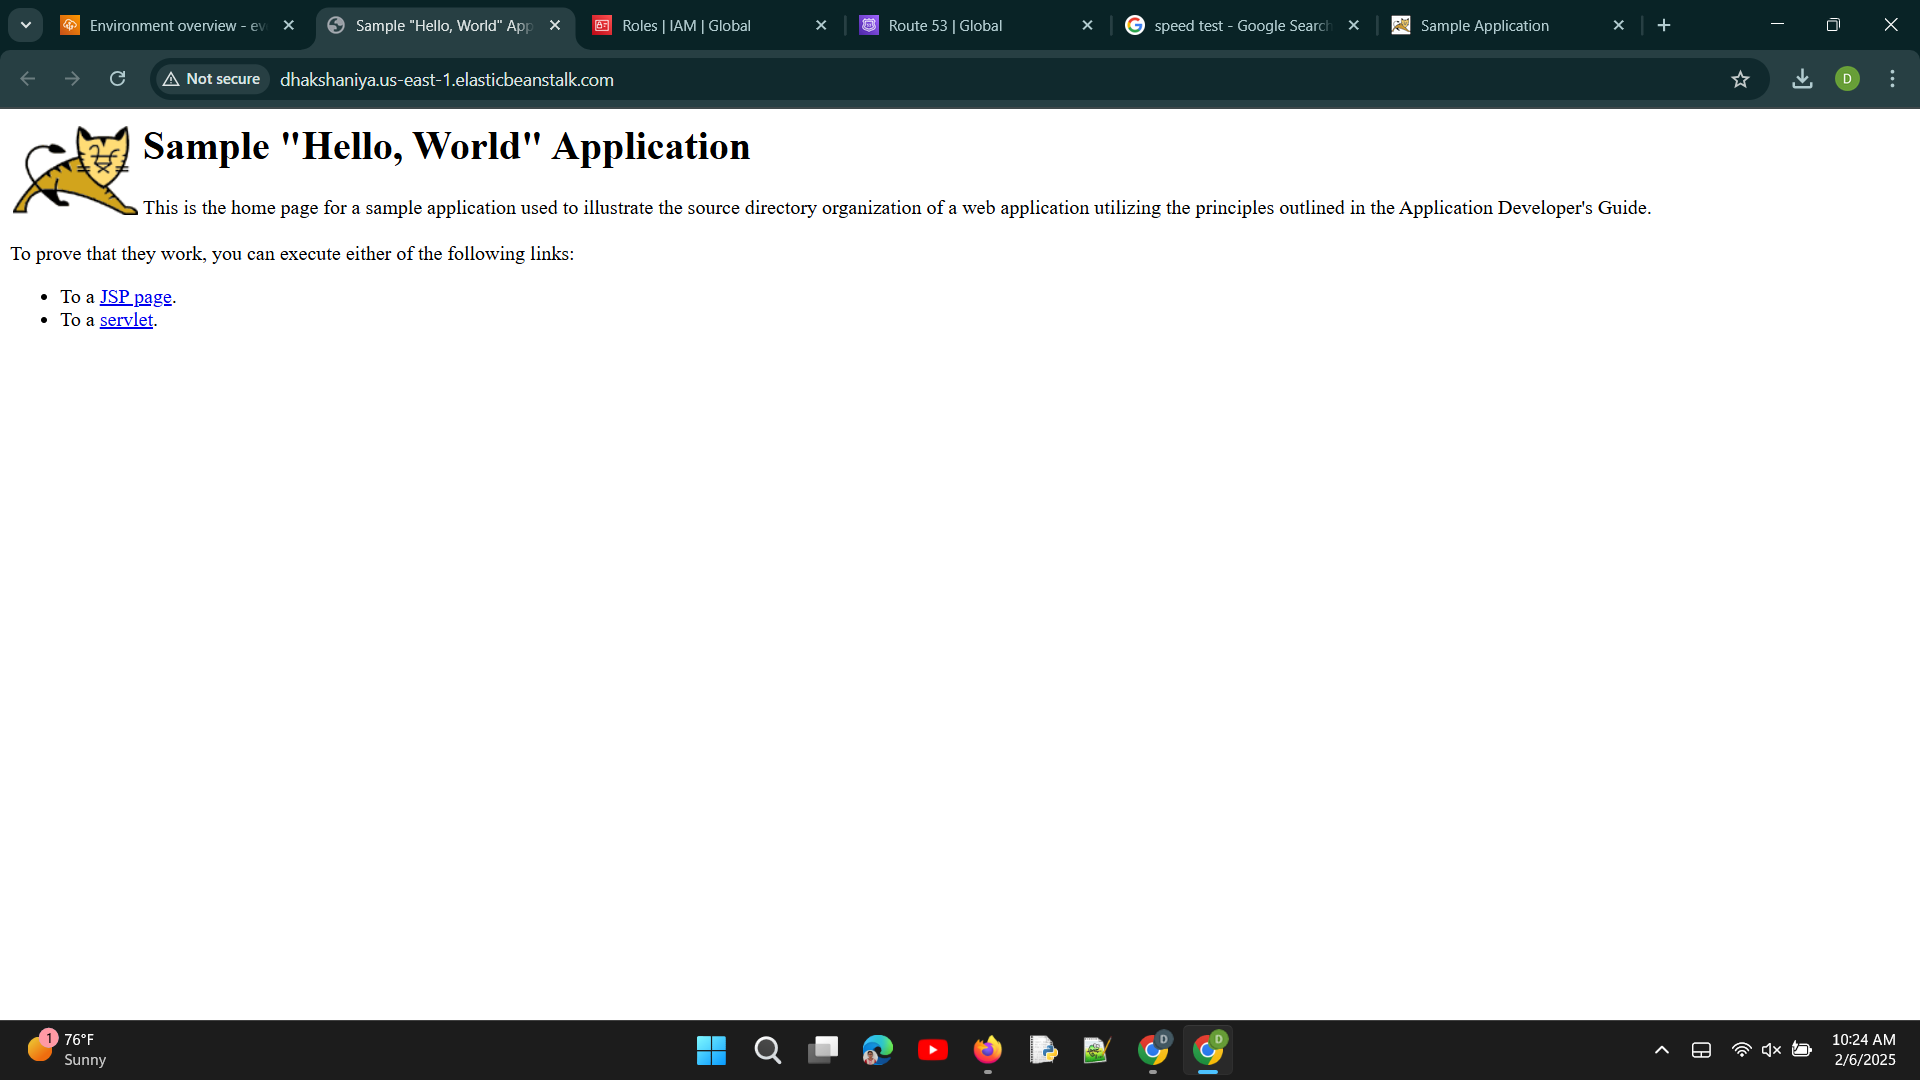 Environment overview - ev
Sample "Hello, World" App
Roles | IAM | Global
Route 53 | Global
speed test - Google Search
Sample Application
Not secure
dhakshaniya.us-east-1.elasticbeanstalk.com
D
Sample "Hello, World" Application
This is the home page for a sample application used to illustrate the source directory organization of a web application utilizing the principles outlined in the Application Developer's Guide.
To prove that they work, you can execute either of the following links:
• To a JSP page.
• To a servlet.
1
76°F
Sunny
D
D
10:24 AM
2/6/2025